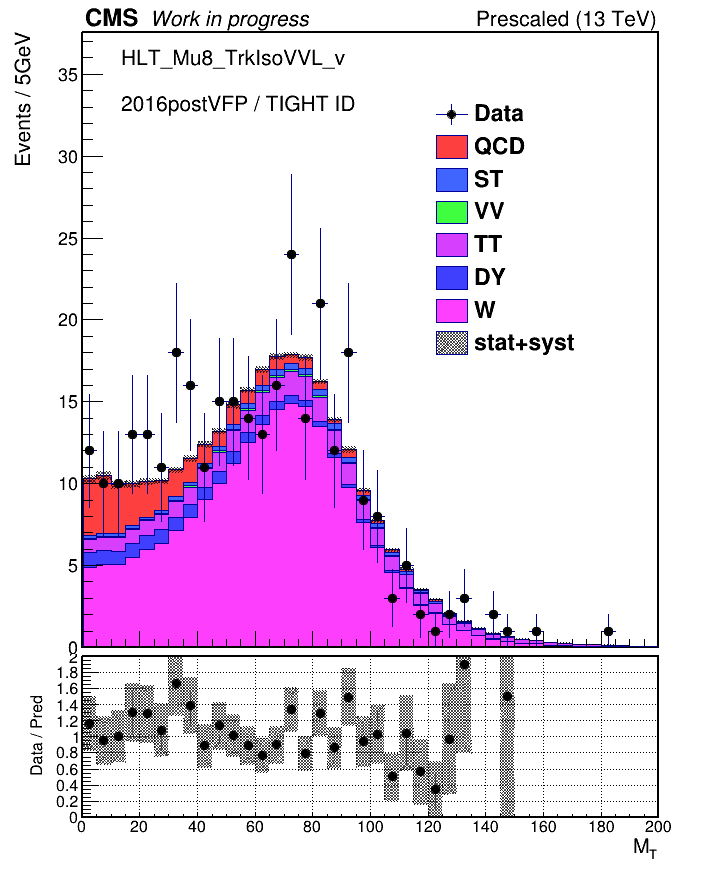 CMS Work in progress Prescaled (13 TeV)
HLT_Mu8_TrkIsoVVL_v
2016postVFP / TIGHT ID
Events / 5GeV
35
30
25
20
15
10
5
0
Data
QCD
ST
VV
TT
DY
W
stat+syst
Data / Pred
2
1.8
1.6
1.4
1.2
1
0.8
0.6
0.4
0.2
0
0 20 40 60 80 100 120 140 160 180 200
M_T